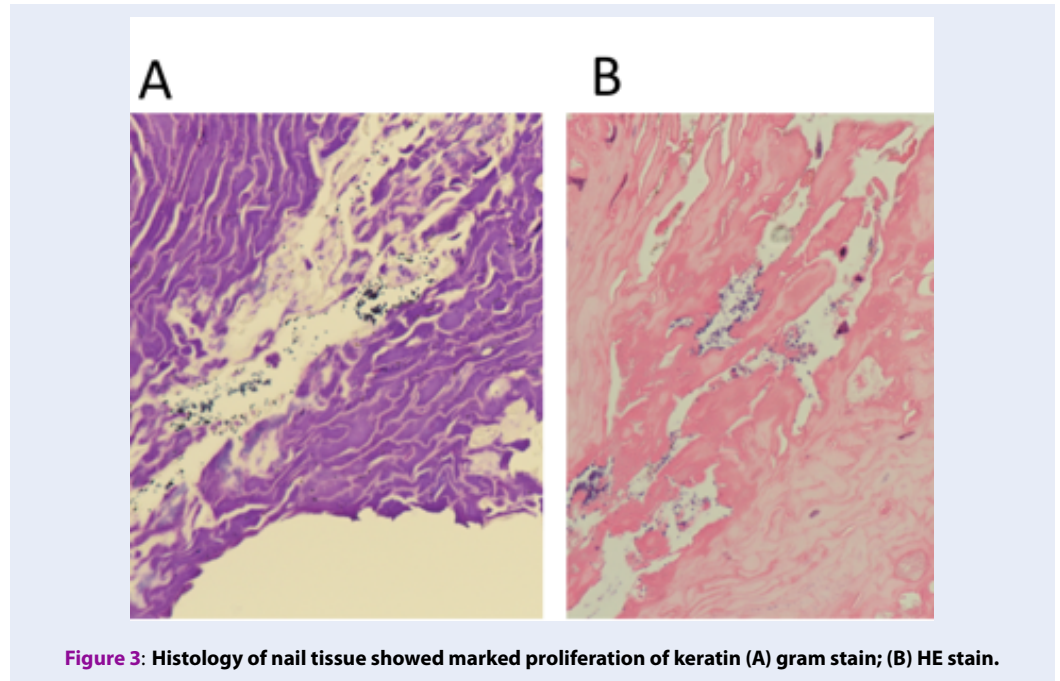 A
B
Figure 3: Histology of nail tissue showed marked proliferation of keratin (A) gram stain; (B) HE stain.